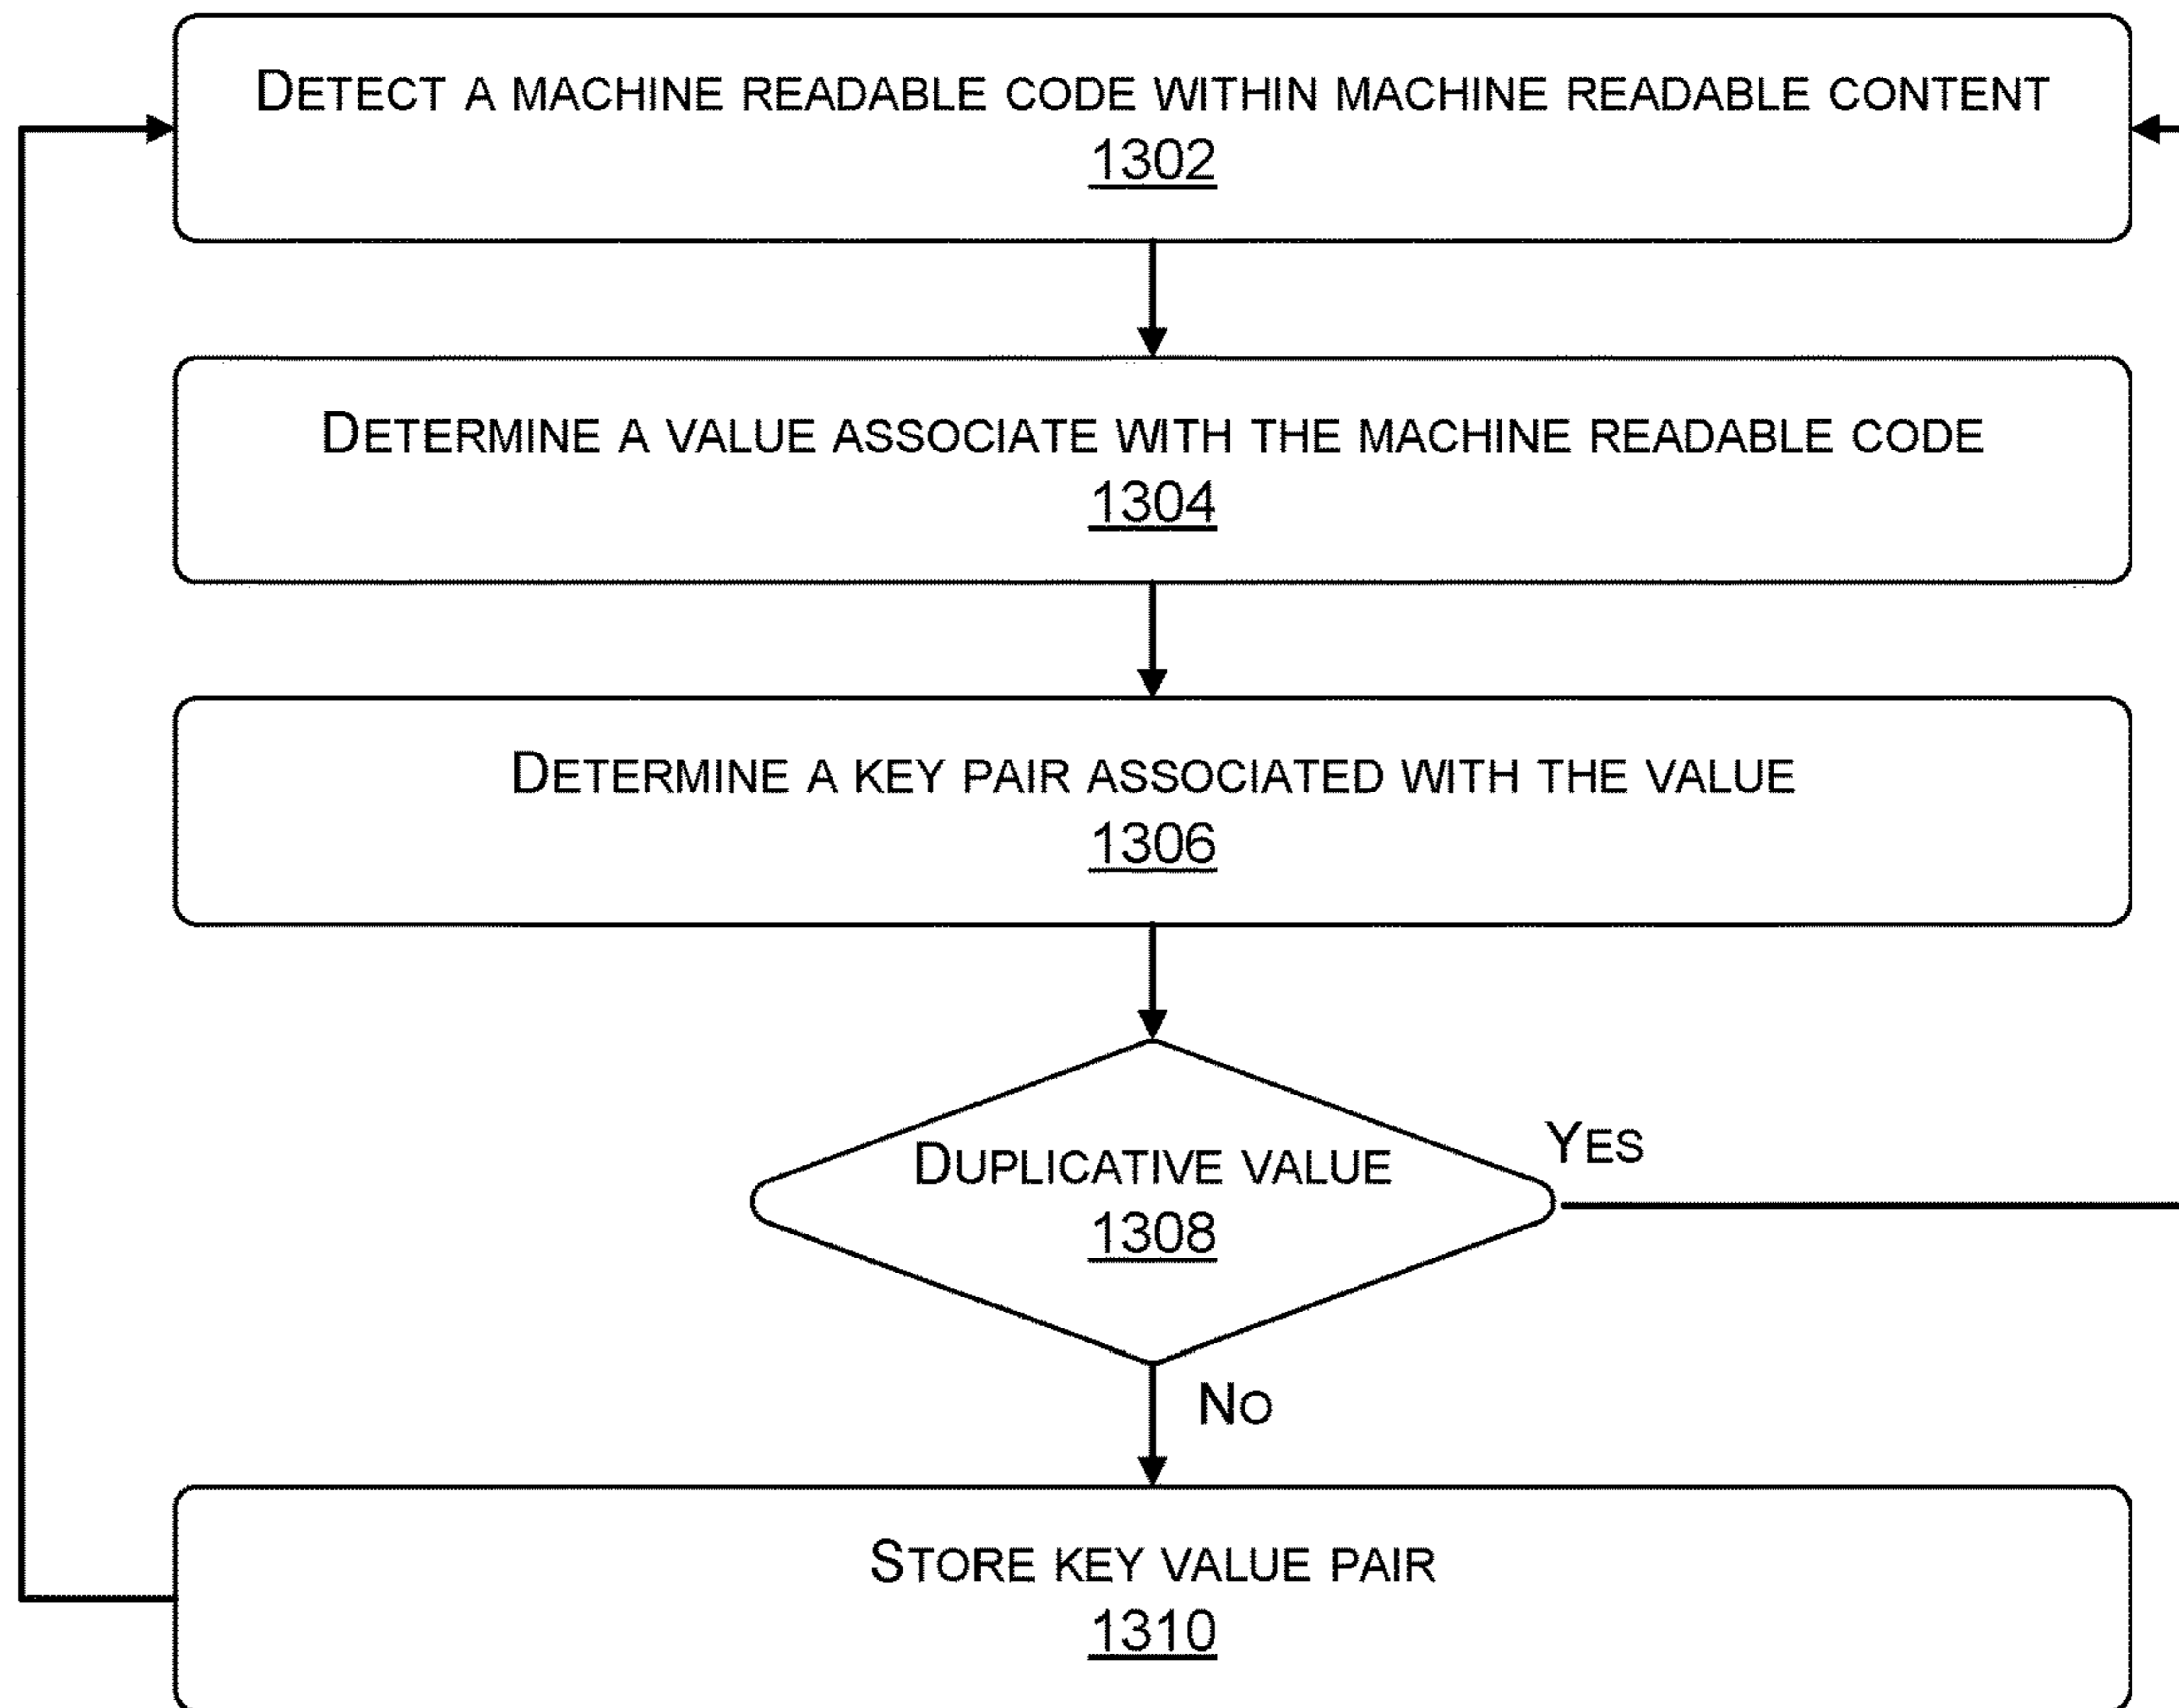 DETECT A MACHINE READABLE CODE WITHIN MACHINE READABLE CONTENT
1302
DETERMINE A VALUE ASSOCIATE WITH THE MACHINE READABLE CODE
1304
DETERMINE A KEY PAIR ASSOCIATED WITH THE VALUE
1306
DUPLICATIVE VALUE
1308
YES
NO
STORE KEY VALUE PAIR
1310